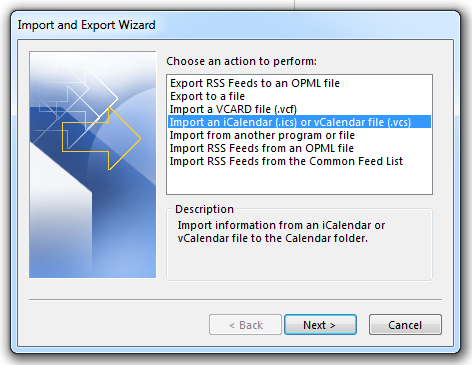 Import and Export Wizard
Choose an action to perform:
Export RSS Feeds to an OPML file
Export to a file
Import a VCARD file (.vcf)
Import an iCalendar (.ics) or vCalendar file (.vcs)
Import from another program or file
Import RSS Feeds from an OPML file
Import RSS Feeds from the Common Feed List
Description
Import information from an iCalendar or
vCalendar file to the Calendar folder.
< Back
Next >
Cancel